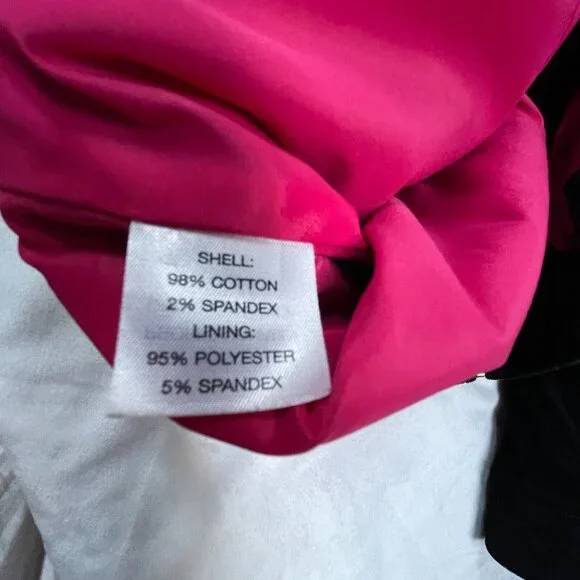 SHELL:
98% COTTON
2% SPANDEX
LINING:
95% POLYESTER
5% SPANDEX